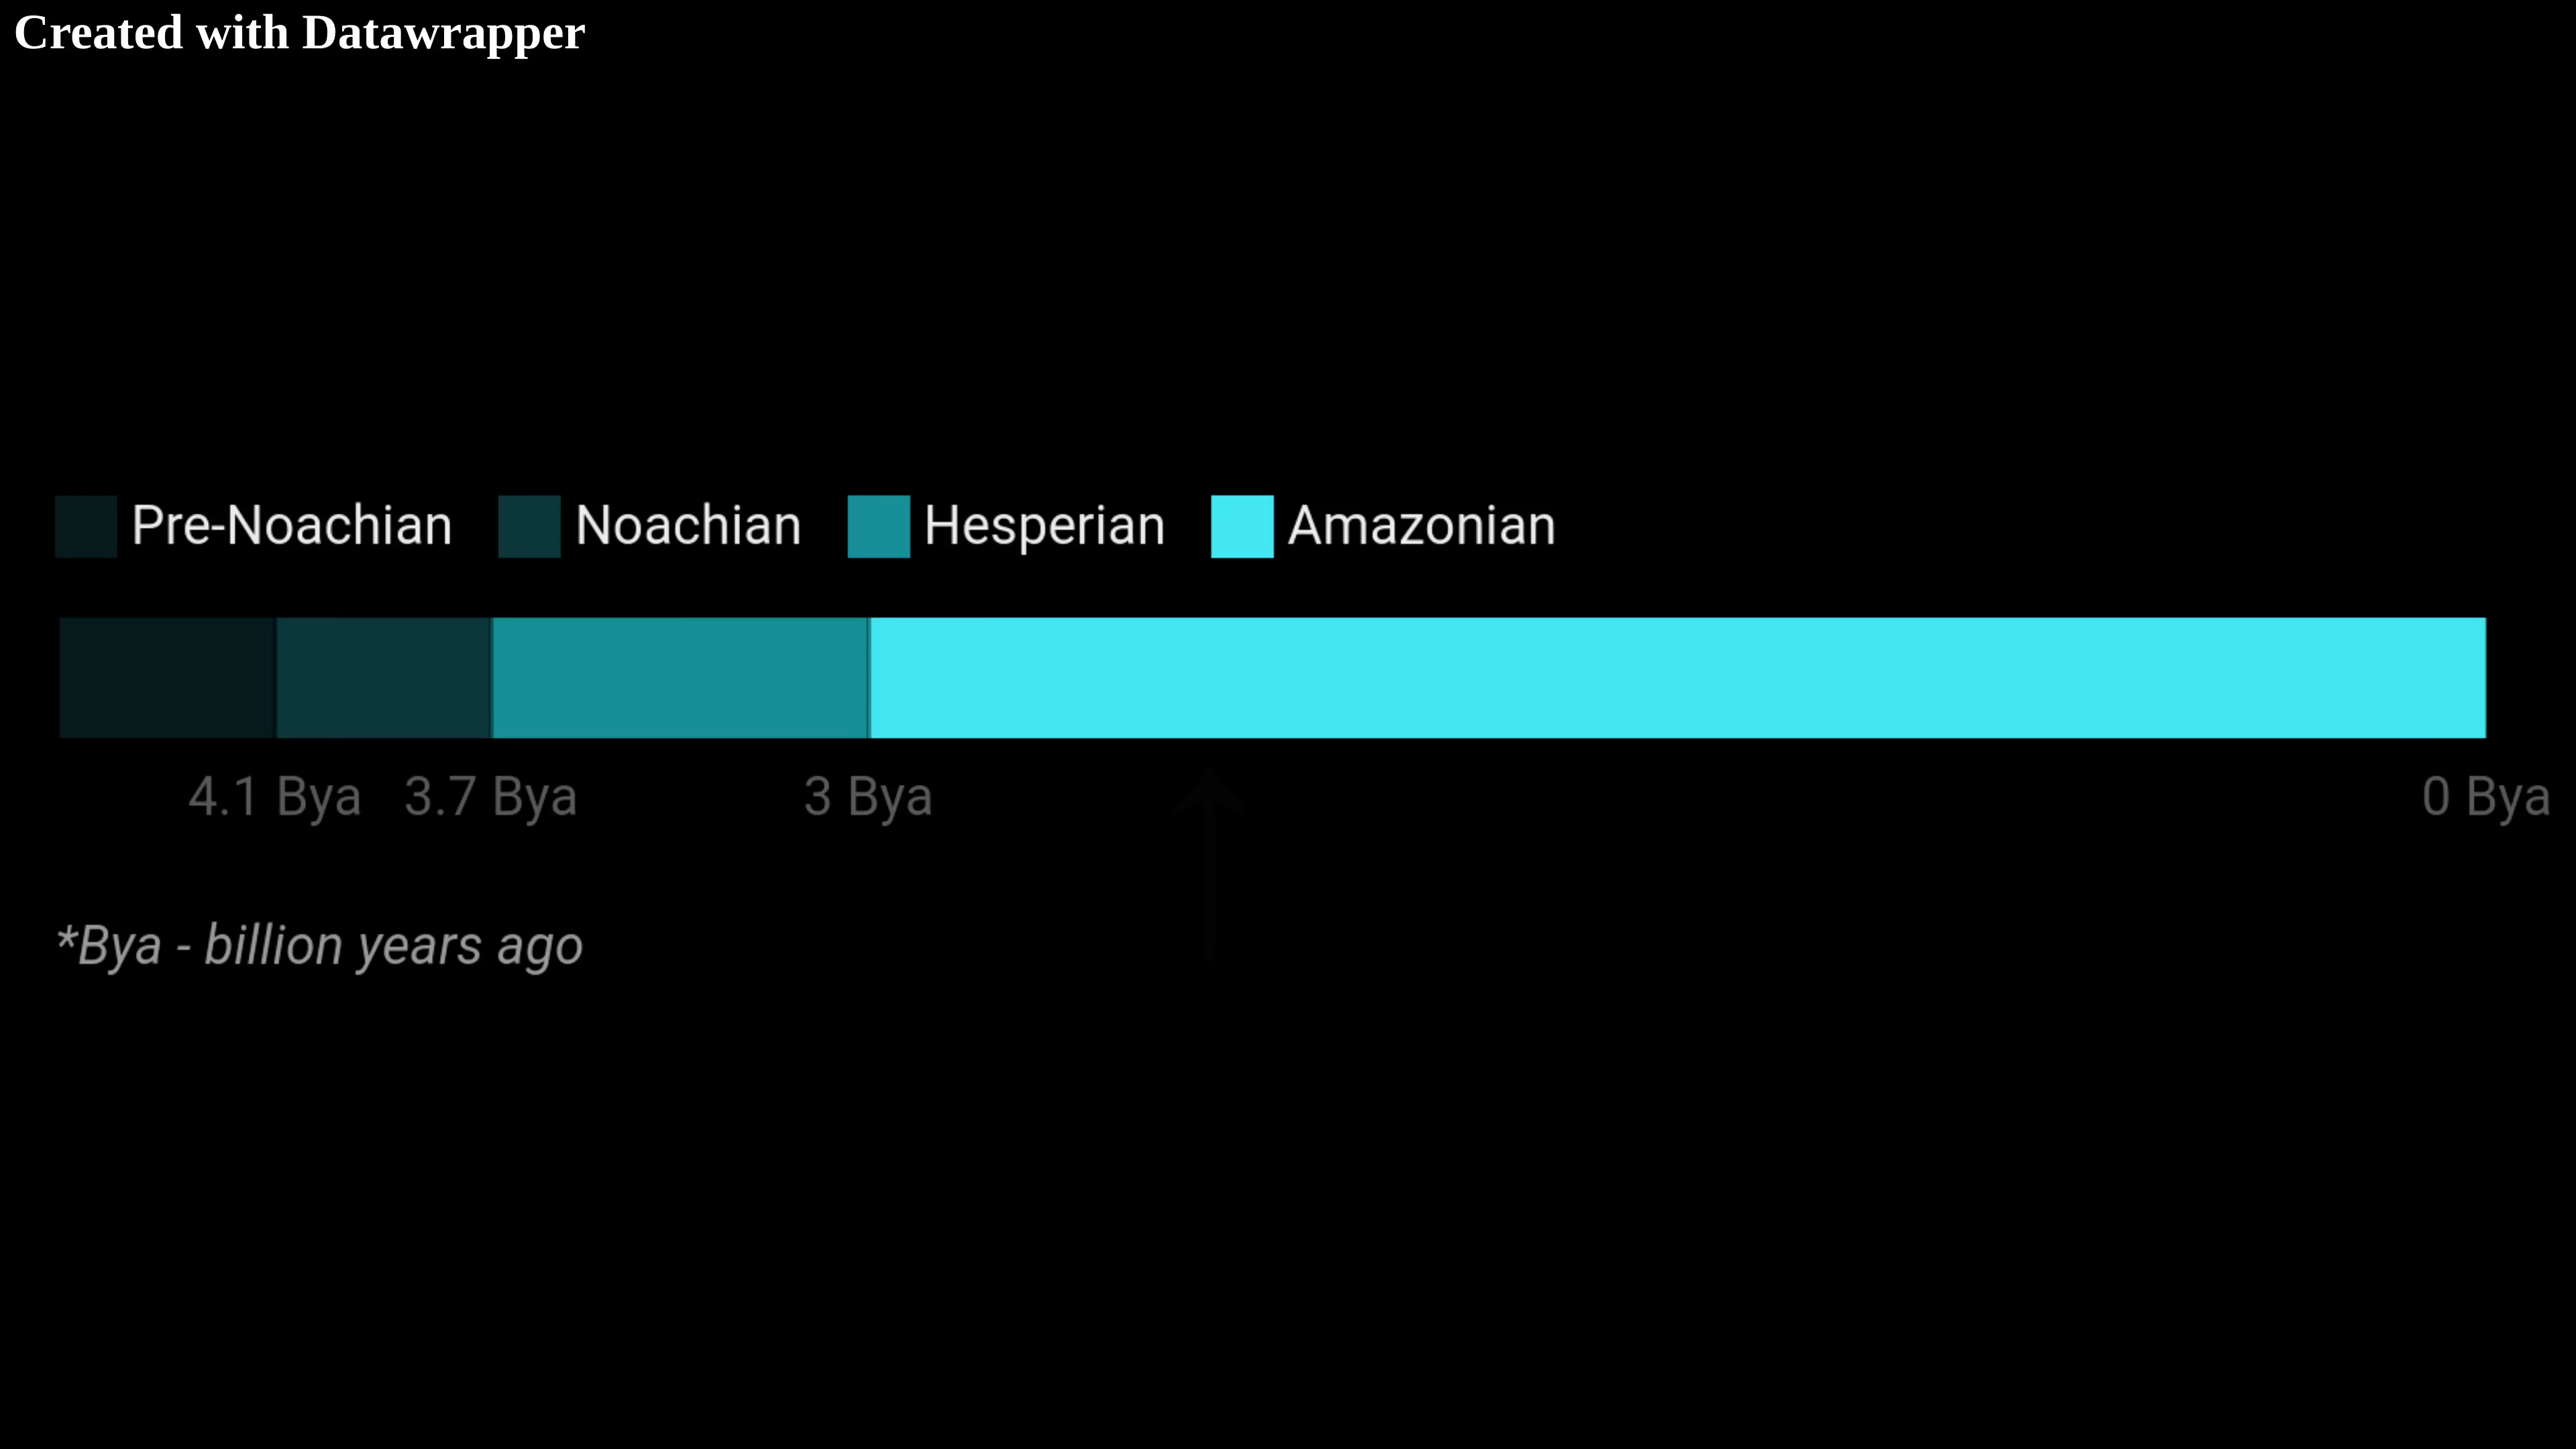 Created with Datawrapper
Pre-Noachian Noachian Hesperian Amazonian
4.1 Bya 3.7 Bya 3 Bya 0 Bya
*Bya - billion years ago